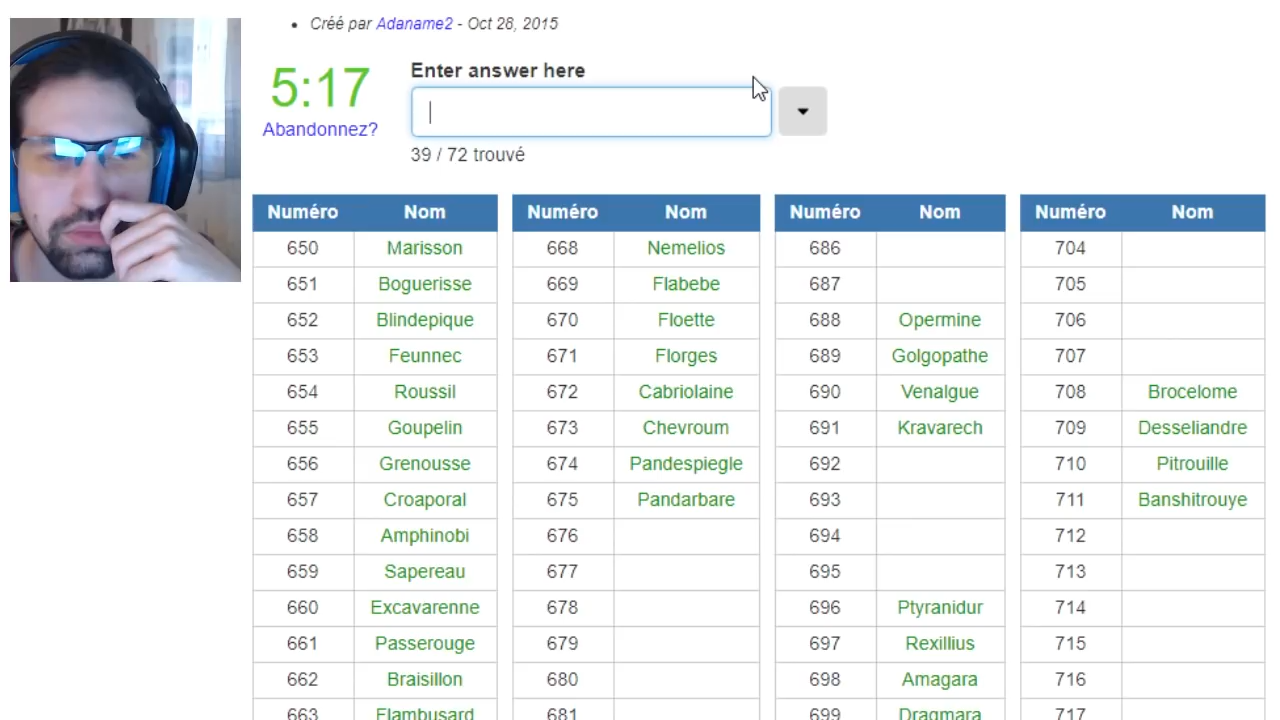 Créé par Adaname2 - Oct 28, 2015
5:17
Abandonnez?
Enter answer here
39 / 72 trouvé
Numéro Nom Numéro Nom Numéro Nom Numéro Nom
650 Marisson 668 Nemelios 686 704
651 Boguerisse 669 Flabebe 687 705
652 Blindepique 670 Floette 688 Opermine 706
653 Feunnec 671 Florges 689 Golgopathe 707
654 Roussil 672 Cabriolaine 690 Venalgue 708 Brocelome
655 Goupelin 673 Chevroum 691 Kravarech 709 Desseliandre
656 Grenousse 674 Pandespiegle 692 710 Pitrouille
657 Croaporal 675 Pandarbare 693 711 Banshitrouye
658 Amphinobi 676 694 712
659 Sapereau 677 695 713
660 Excavarenne 678 696 Ptyranidur 714
661 Passerouge 679 697 Rexillius 715
662 Braisillon 680 698 Amagara 716
663 Flambusard 681 699 Dragmara 717